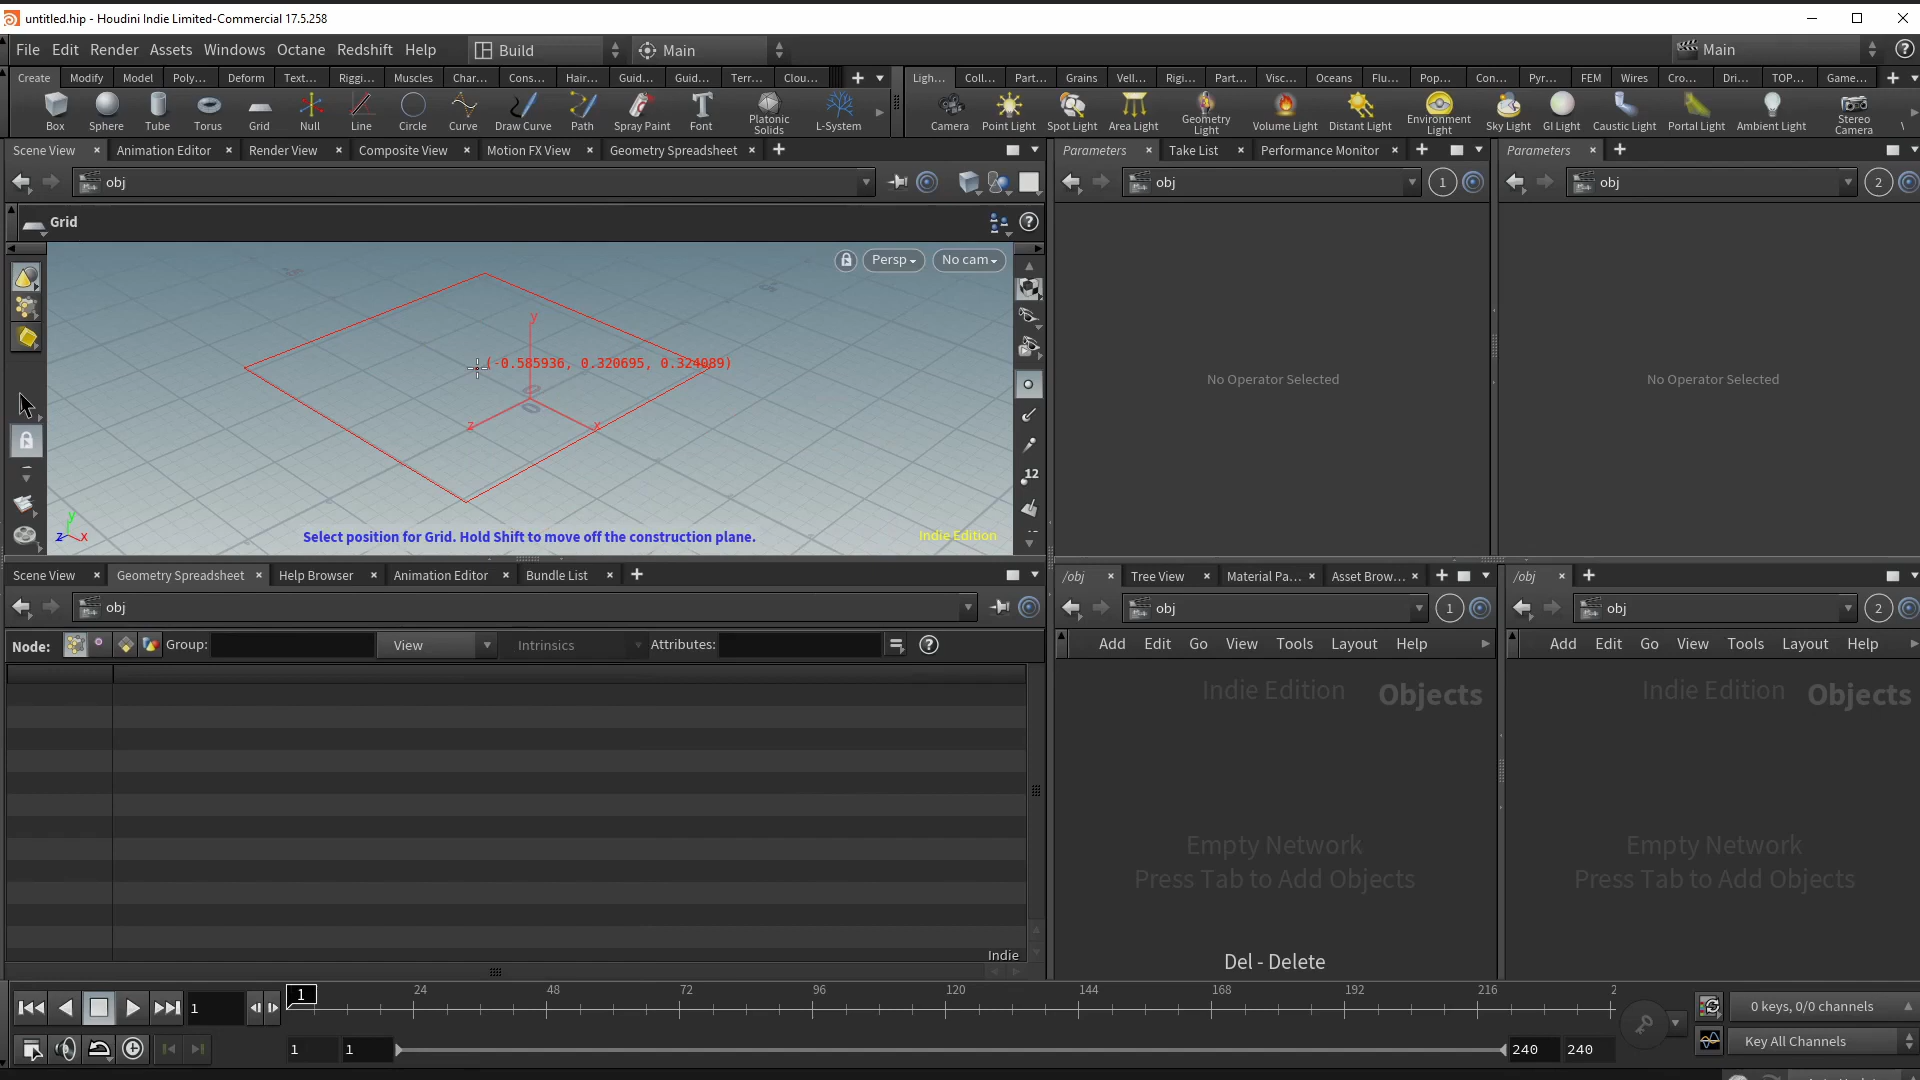 untitled.hip - Houdini Indie Limited-Commercial 17.5.258
File Edit Render Assets Windows Octane Redshift Help Build Main Main
Create Modify Model Poly... Deform Text... Riggi... Muscles Char... Cons... Hair... Guid... Guid... Terr... Clou... Ligh... Coll... Part... Grains Vell... Rigi... Part... Visc... Oceans Flu... Pop... Con... Pyr... FEM Wires Cro... Dri... TOP... Game...
Box Sphere Tube Torus Grid Null Line Circle Curve Draw Curve Path Spray Paint Font Platonic Solids L-System Camera Point Light Spot Light Area Light Geometry Light Volume Light Distant Light Environment Light Sky Light GI Light Caustic Light Portal Light Ambient Light Stereo Camera
Scene View Animation Editor Render View Composite View Motion FX View Geometry Spreadsheet Parameters Take List Performance Monitor Parameters
obj obj 1 obj 2
Grid
Persp No cam
y
(-0.585936, 0.320695, 0.324089)
z x
12
No Operator Selected No Operator Selected
y
z x
Select position for Grid. Hold Shift to move off the construction plane.
Indie Edition
Scene View Geometry Spreadsheet Help Browser Animation Editor Bundle List /obj Tree View Material Pa... Asset Brow... /obj
obj obj 1 obj 2
Node: Group: View Intrinsics Attributes: Add Edit Go View Tools Layout Help Add Edit Go View Tools Layout Help
Indie Edition Objects Indie Edition Objects
Empty Network Empty Network
Press Tab to Add Objects Press Tab to Add Objects
Indie
Del - Delete
1 1 24 48 72 96 120 144 168 192 216 2
0 keys, 0/0 channels
1 1 240 240 Key All Channels